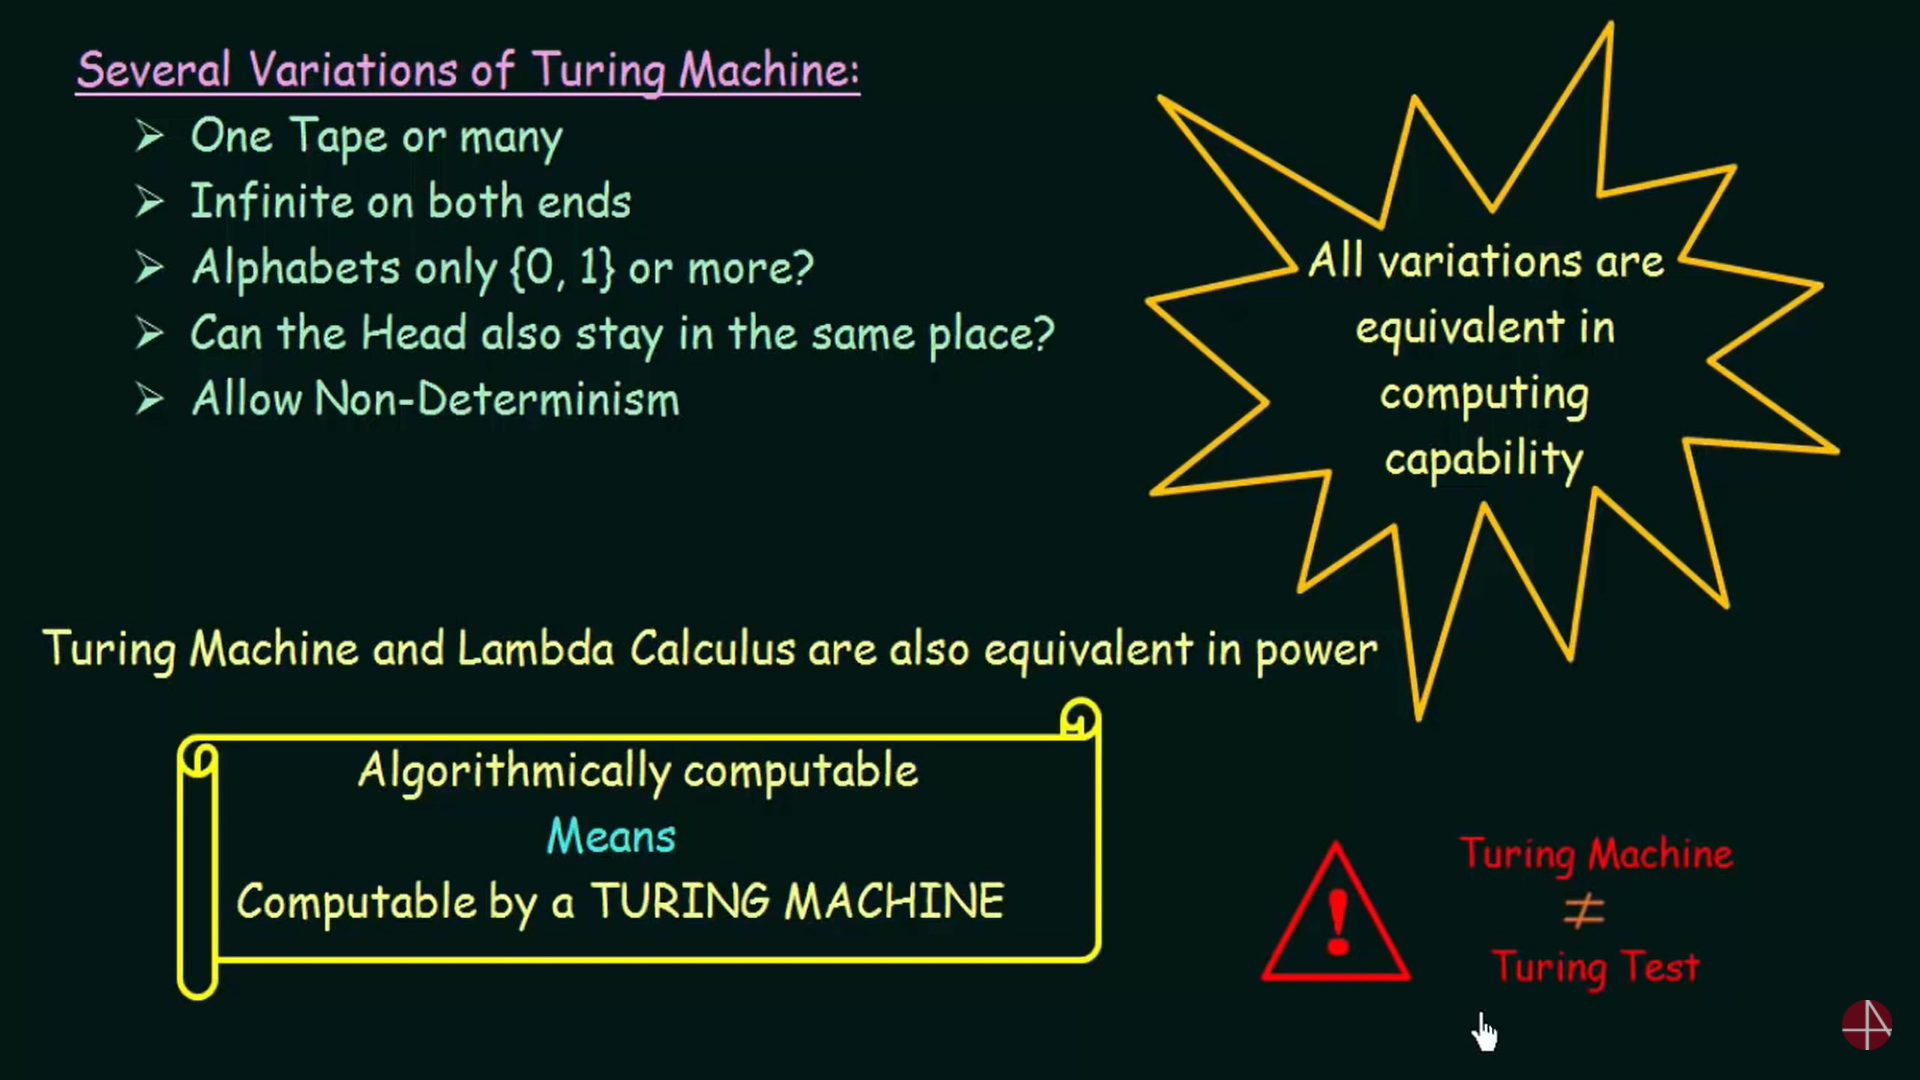 Several Variations of Turing Machine:
➢ One Tape or many
➢ Infinite on both ends
➢ Alphabets only {0, 1} or more?
➢ Can the Head also stay in the same place?
➢ Allow Non-Determinism
All variations are
equivalent in
computing
capability
Turing Machine and Lambda Calculus are also equivalent in power
Algorithmically computable
Means
Computable by a TURING MACHINE
!
Turing Machine
≠
Turing Test